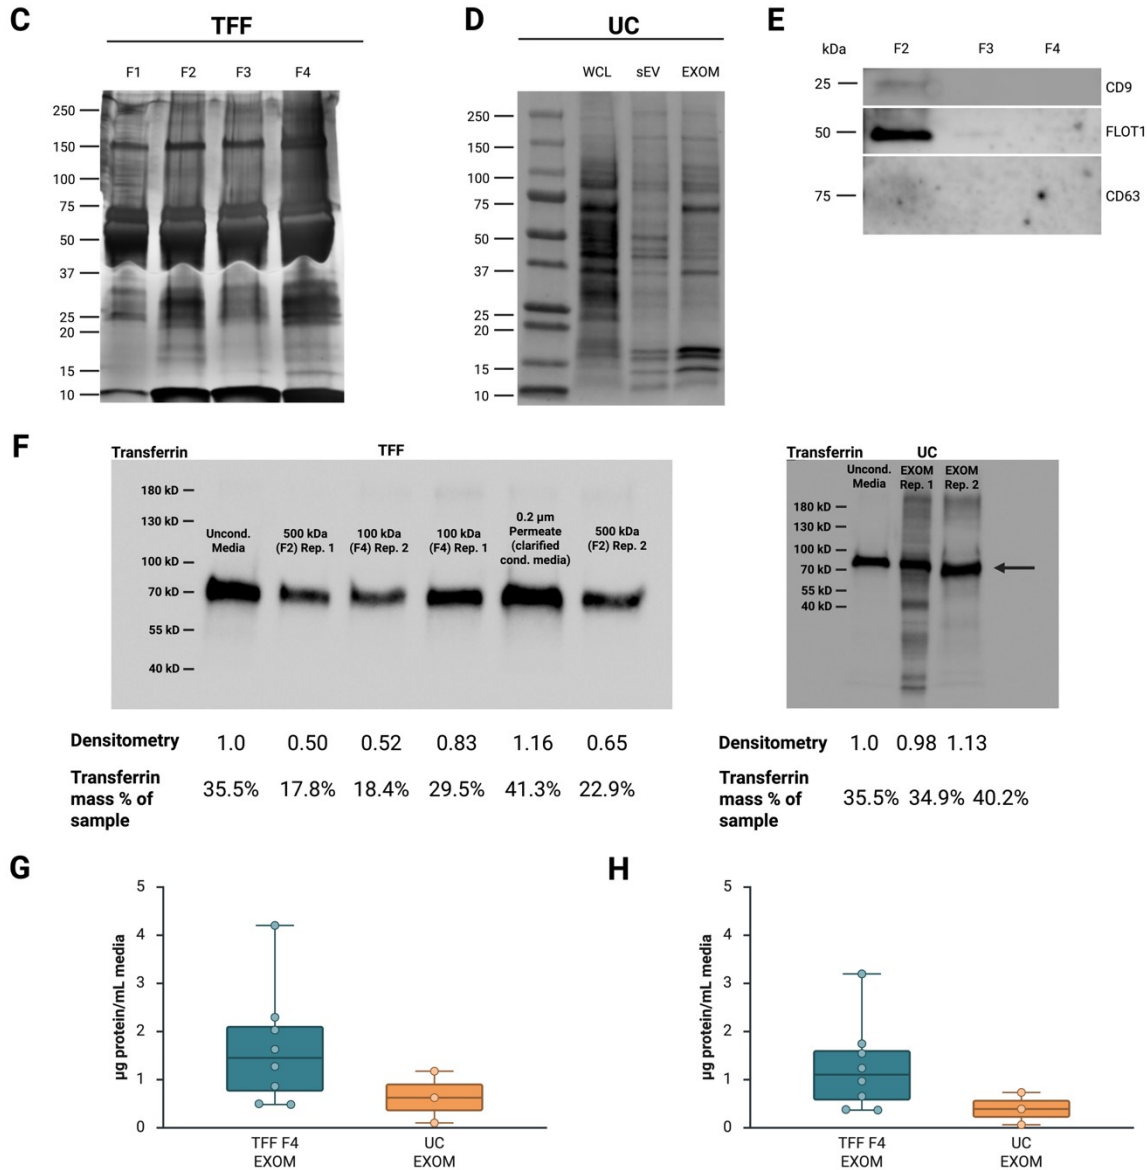 C
TFF
F1 F2 F3 F4
250
150
100
75
50
37
25
20
15
10
D
UC
WCL sEV EXOM
250
150
100
75
50
37
25
20
15
10
E
kDa F2 F3 F4
25 CD9
50 FLOT1
75 CD63
F
Transferrin TFF
180 kD
130 kD
100 kD
70 kD
55 kD
40 kD
Uncond.
Media
500 kDa
(F2) Rep. 1
100 kDa
(F4) Rep. 2
100 kDa
(F4) Rep. 1
0.2 µm
Permeate
(clarified
cond. media)
500 kDa
(F2) Rep. 2
Densitometry 1.0 0.50 0.52 0.83 1.16 0.65
Transferrin
mass % of
sample
35.5% 17.8% 18.4% 29.5% 41.3% 22.9%
Transferrin UC
Uncond.
Media
EXOM
Rep. 1
EXOM
Rep. 2
180 kD
130 kD
100 kD
70 kD
55 kD
40 kD
Densitometry 1.0 0.98 1.13
Transferrin
mass % of
sample
35.5% 34.9% 40.2%
G
µg protein/mL media
5
4
3
2
1
0
TFF F4
EXOM
UC
EXOM
H
µg protein/mL media
5
4
3
2
1
0
TFF F4
EXOM
UC
EXOM